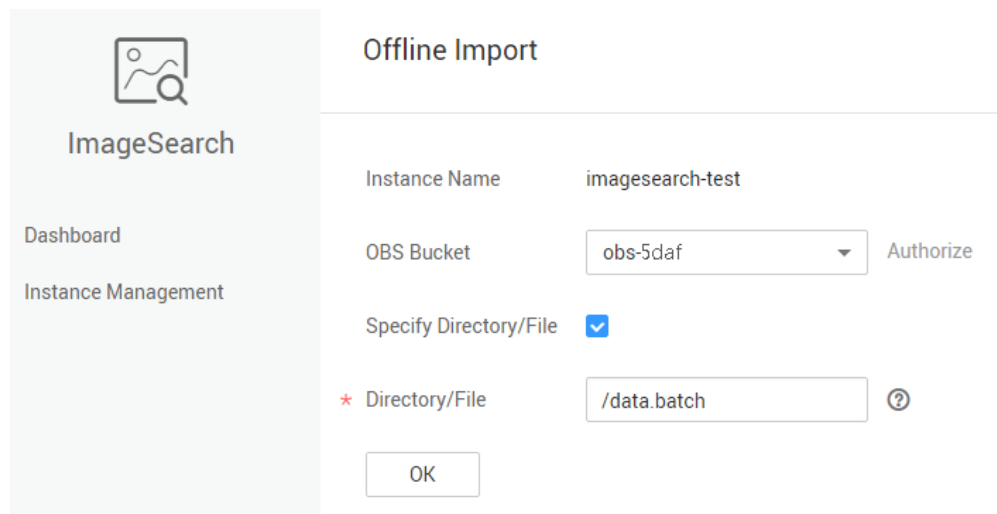 ImageSearch
Dashboard
Instance Management
Offline Import
Instance Name imagesearch-test
OBS Bucket obs-5daf Authorize
Specify Directory/File
* Directory/File /data.batch ?
OK